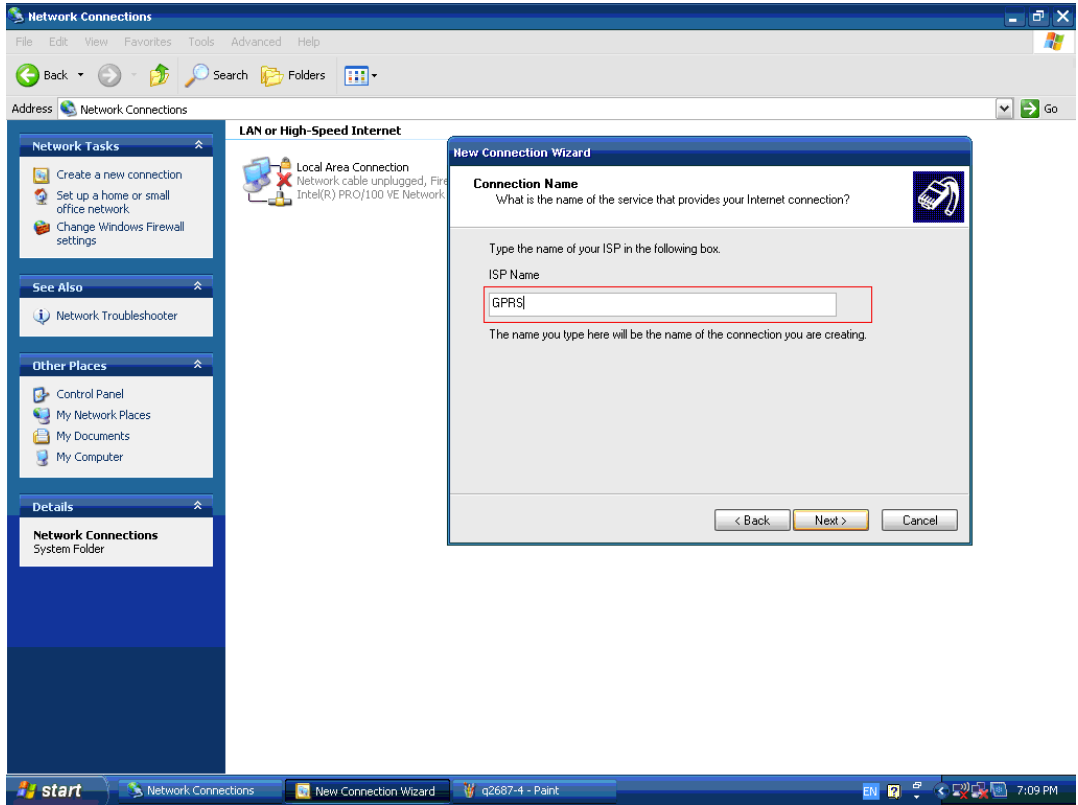 Network Connections
File Edit View Favorites Tools Advanced Help
Back Search Folders
Address Network Connections Go
Network Tasks
Create a new connection
Set up a home or small
office network
Change Windows Firewall
settings
See Also
Network Troubleshooter
Other Places
Control Panel
My Network Places
My Documents
My Computer
Details
Network Connections
System Folder
LAN or High-Speed Internet
Local Area Connection
Network cable unplugged, Fire
Intel(R) PRO/100 VE Network
New Connection Wizard
Connection Name
What is the name of the service that provides your Internet connection?
Type the name of your ISP in the following box.
ISP Name
GPRS
The name you type here will be the name of the connection you are creating.
< Back Next > Cancel
start Network Connections New Connection Wizard q2687-4 - Paint EN 7:09 PM